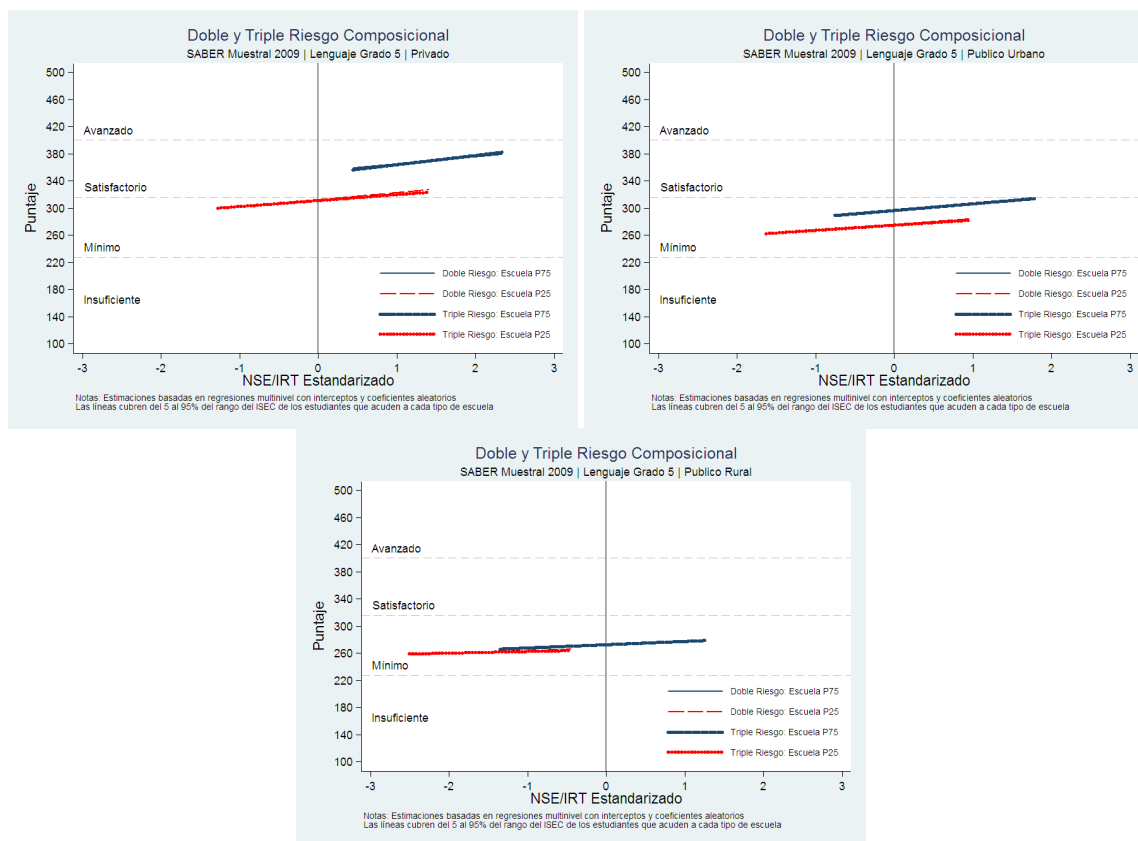 Doble y Triple Riesgo Composicional
SABER Muestral 2009 | Lenguaje Grado 5 | Privado
Puntaje
500
460
420
380
340
300
260
220
180
140
100
Avanzado
Satisfactorio
Mínimo
Insuficiente
Doble Riesgo: Escuela P75
Doble Riesgo: Escuela P25
Triple Riesgo: Escuela P75
Triple Riesgo: Escuela P25
-3 -2 -1 0 1 2 3
NSE/IRT Estandarizado
Notas: Estimaciones basadas en regresiones multinivel con interceptos y coeficientes aleatorios
Las líneas cubren del 5 al 95% del rango del ISEC de los estudiantes que acuden a cada tipo de escuela
Doble y Triple Riesgo Composicional
SABER Muestral 2009 | Lenguaje Grado 5 | Publico Urbano
Puntaje
500
460
420
380
340
300
260
220
180
140
100
Avanzado
Satisfactorio
Mínimo
Insuficiente
Doble Riesgo: Escuela P75
Doble Riesgo: Escuela P25
Triple Riesgo: Escuela P75
Triple Riesgo: Escuela P25
-3 -2 -1 0 1 2 3
NSE/IRT Estandarizado
Notas: Estimaciones basadas en regresiones multinivel con interceptos y coeficientes aleatorios
Las líneas cubren del 5 al 95% del rango del ISEC de los estudiantes que acuden a cada tipo de escuela
Doble y Triple Riesgo Composicional
SABER Muestral 2009 | Lenguaje Grado 5 | Publico Rural
Puntaje
500
460
420
380
340
300
260
220
180
140
100
Avanzado
Satisfactorio
Mínimo
Insuficiente
Doble Riesgo: Escuela P75
Doble Riesgo: Escuela P25
Triple Riesgo: Escuela P75
Triple Riesgo: Escuela P25
-3 -2 -1 0 1 2 3
NSE/IRT Estandarizado
Notas: Estimaciones basadas en regresiones multinivel con interceptos y coeficientes aleatorios
Las líneas cubren del 5 al 95% del rango del ISEC de los estudiantes que acuden a cada tipo de escuela